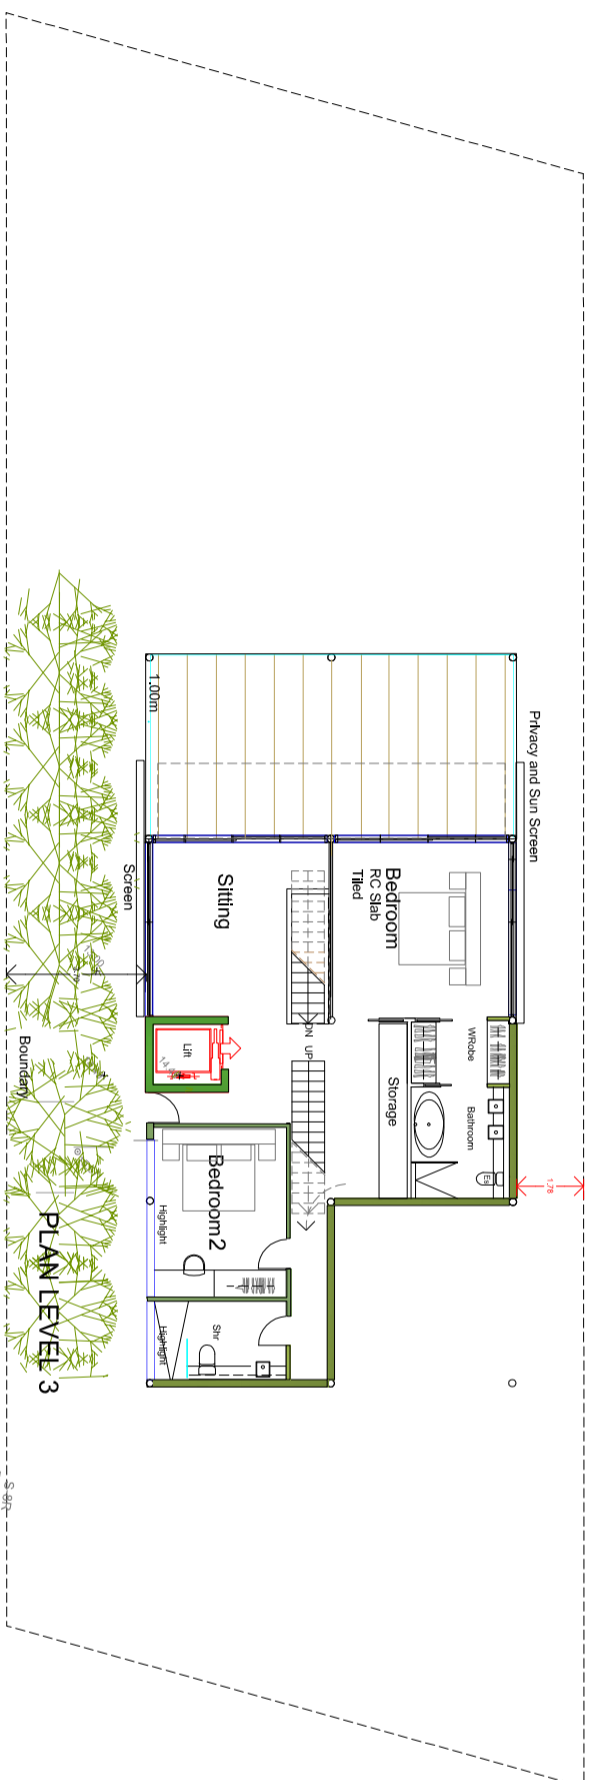 Privacy and Sun Screen
1.00m
Bedroom
RC Slab
Tiled
Sitting
Screen
DN
UP
WRobe
Bathroom
Storage
Lift
1.78
Boundary
Bedroom2
Highlight
Shr
Highlight
PLAN LEVEL 3